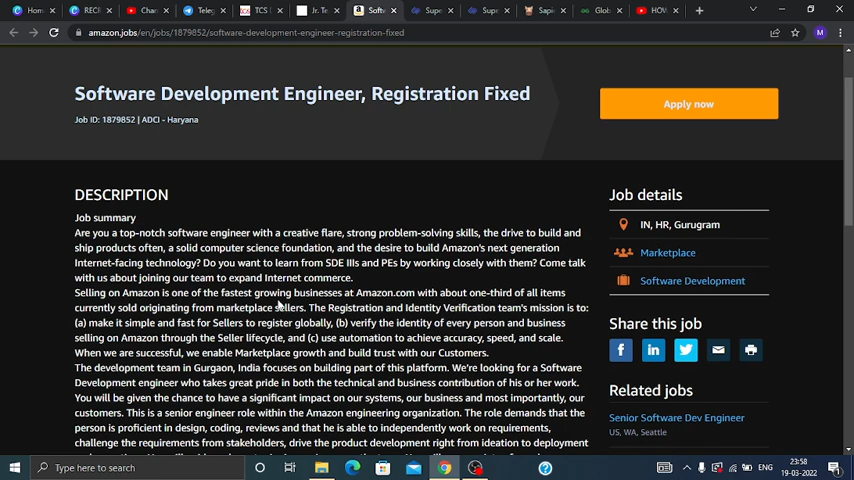 Hom
RECR
Chan
Teleg
TCS
TCS I
Jr. Te
Softw
Supe
Supe
Sapie
Glob
HOW
amazon.jobs/en/jobs/1879852/software-development-engineer-registration-fixed
M
Software Development Engineer, Registration Fixed
Job ID: 1879852 | ADCI - Haryana
Apply now
DESCRIPTION
Job summary
Are you a top-notch software engineer with a creative flare, strong problem-solving skills, the drive to build and
ship products often, a solid computer science foundation, and the desire to build Amazon's next generation
Internet-facing technology? Do you want to learn from SDE IIIs and PEs by working closely with them? Come talk
with us about joining our team to expand Internet commerce.
Selling on Amazon is one of the fastest growing businesses at Amazon.com with about one-third of all items
currently sold originating from marketplace sellers. The Registration and Identity Verification team's mission is to:
(a) make it simple and fast for Sellers to register globally, (b) verify the identity of every person and business
selling on Amazon through the Seller lifecycle, and (c) use automation to achieve accuracy, speed, and scale.
When we are successful, we enable Marketplace growth and build trust with our Customers.
The development team in Gurgaon, India focuses on building part of this platform. We're looking for a Software
Development engineer who takes great pride in both the technical and business contribution of his or her work.
You will be given the chance to have a significant impact on our systems, our business and most importantly, our
customers. This is a senior engineer role within the Amazon engineering organization. The role demands that the
person is proficient in design, coding, reviews and that he is able to independently work on requirements,
challenge the requirements from stakeholders, drive the product development right from ideation to deployment
Job details
IN, HR, Gurugram
Marketplace
Software Development
Share this job
Related jobs
Senior Software Dev Engineer
US, WA, Seattle
Type here to search
ENG
23:58
19-03-2022